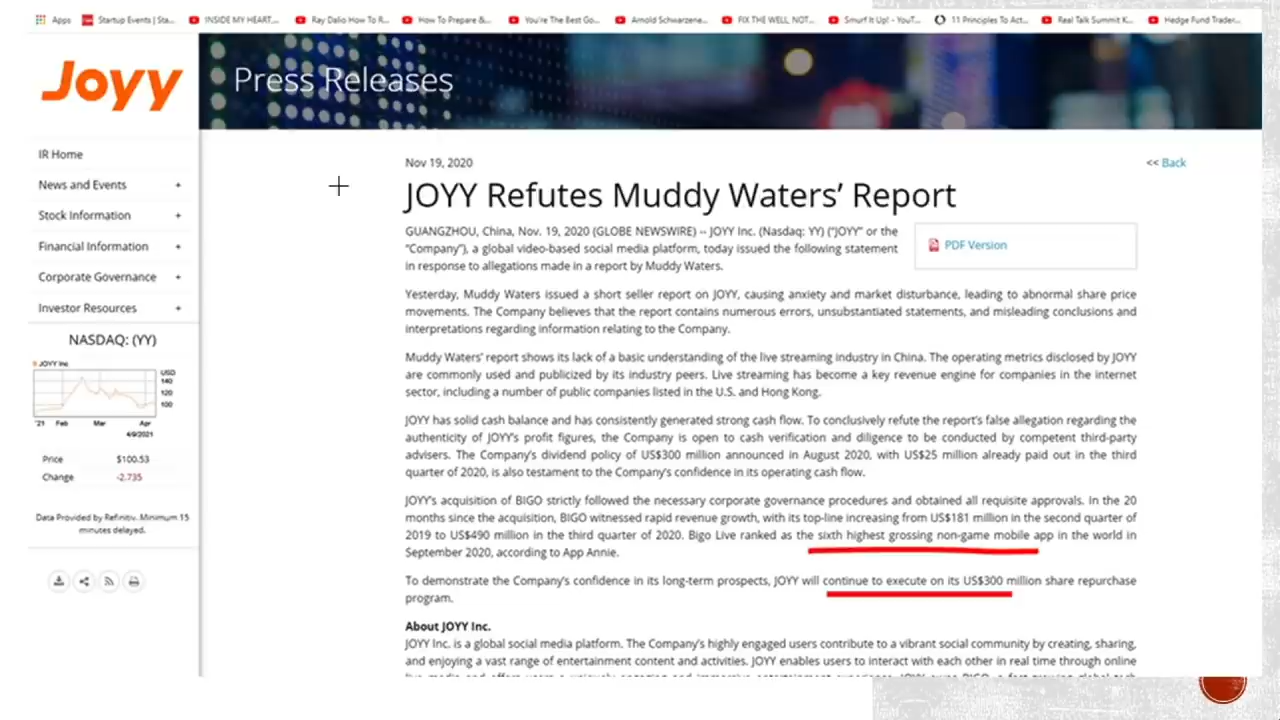 Apps Startup Events | Sta... INSIDE MY HEART,... Ray Dalio How To R... How To Prepare &... You're The Best Go... Arnold Schwarzene... FIX THE WELL, NOT... Smurf It Up! - YouT... 11 Principles To Act... Real Talk Summit K... Hedge Fund Trader...
Joyy
Press Releases
IR Home
News and Events +
Stock Information +
Financial Information +
Corporate Governance +
Investor Resources +
NASDAQ: (YY)
JOYY Inc
USD
140
120
100
'21 Feb Mar Apr
4/9/2021
Price $100.53
Change -2.735
Data Provided by Refinitiv. Minimum 15
minutes delayed.
Nov 19, 2020
<< Back
JOYY Refutes Muddy Waters' Report
PDF Version
GUANGZHOU, China, Nov. 19, 2020 (GLOBE NEWSWIRE) -- JOYY Inc. (Nasdaq: YY) ("JOYY" or the
"Company"), a global video-based social media platform, today issued the following statement
in response to allegations made in a report by Muddy Waters.
Yesterday, Muddy Waters issued a short seller report on JOYY, causing anxiety and market disturbance, leading to abnormal share price
movements. The Company believes that the report contains numerous errors, unsubstantiated statements, and misleading conclusions and
interpretations regarding information relating to the Company.
Muddy Waters' report shows its lack of a basic understanding of the live streaming industry in China. The operating metrics disclosed by JOYY
are commonly used and publicized by its industry peers. Live streaming has become a key revenue engine for companies in the internet
sector, including a number of public companies listed in the U.S. and Hong Kong.
JOYY has solid cash balance and has consistently generated strong cash flow. To conclusively refute the report's false allegation regarding the
authenticity of JOYY's profit figures, the Company is open to cash verification and diligence to be conducted by competent third-party
advisers. The Company's dividend policy of US$300 million announced in August 2020, with US$25 million already paid out in the third
quarter of 2020, is also testament to the Company's confidence in its operating cash flow.
JOYY's acquisition of BIGO strictly followed the necessary corporate governance procedures and obtained all requisite approvals. In the 20
months since the acquisition, BIGO witnessed rapid revenue growth, with its top-line increasing from US$181 million in the second quarter of
2019 to US$490 million in the third quarter of 2020. Bigo Live ranked as the sixth highest grossing non-game mobile app in the world in
September 2020, according to App Annie.
To demonstrate the Company's confidence in its long-term prospects, JOYY will continue to execute on its US$300 million share repurchase
program.
About JOYY Inc.
JOYY Inc. is a global social media platform. The Company's highly engaged users contribute to a vibrant social community by creating, sharing,
and enjoying a vast range of entertainment content and activities. JOYY enables users to interact with each other in real time through online